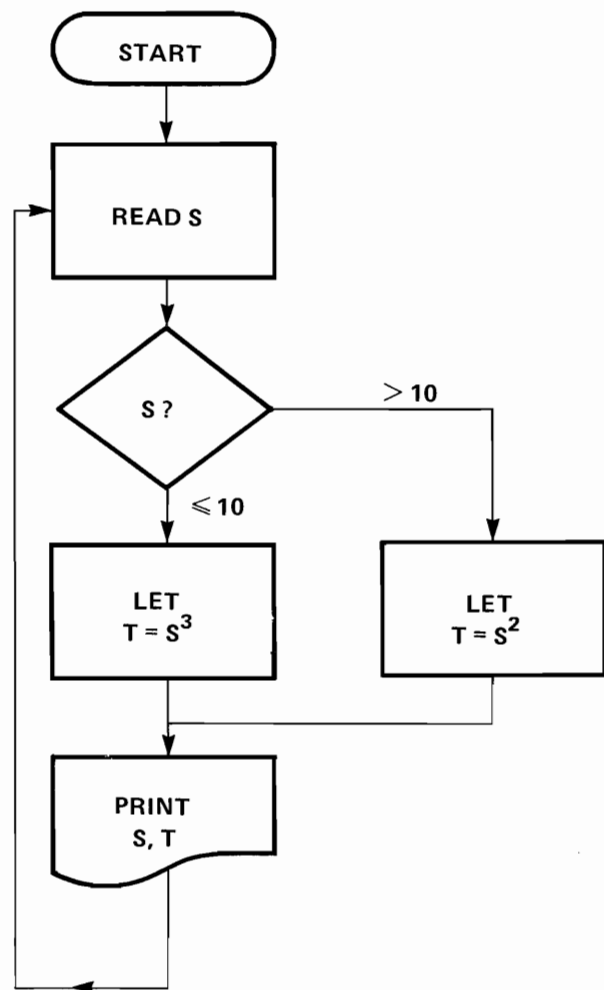 START
READ S
S ?
> 10
≤ 10
LET
T = S³
LET
T = S²
PRINT
S, T